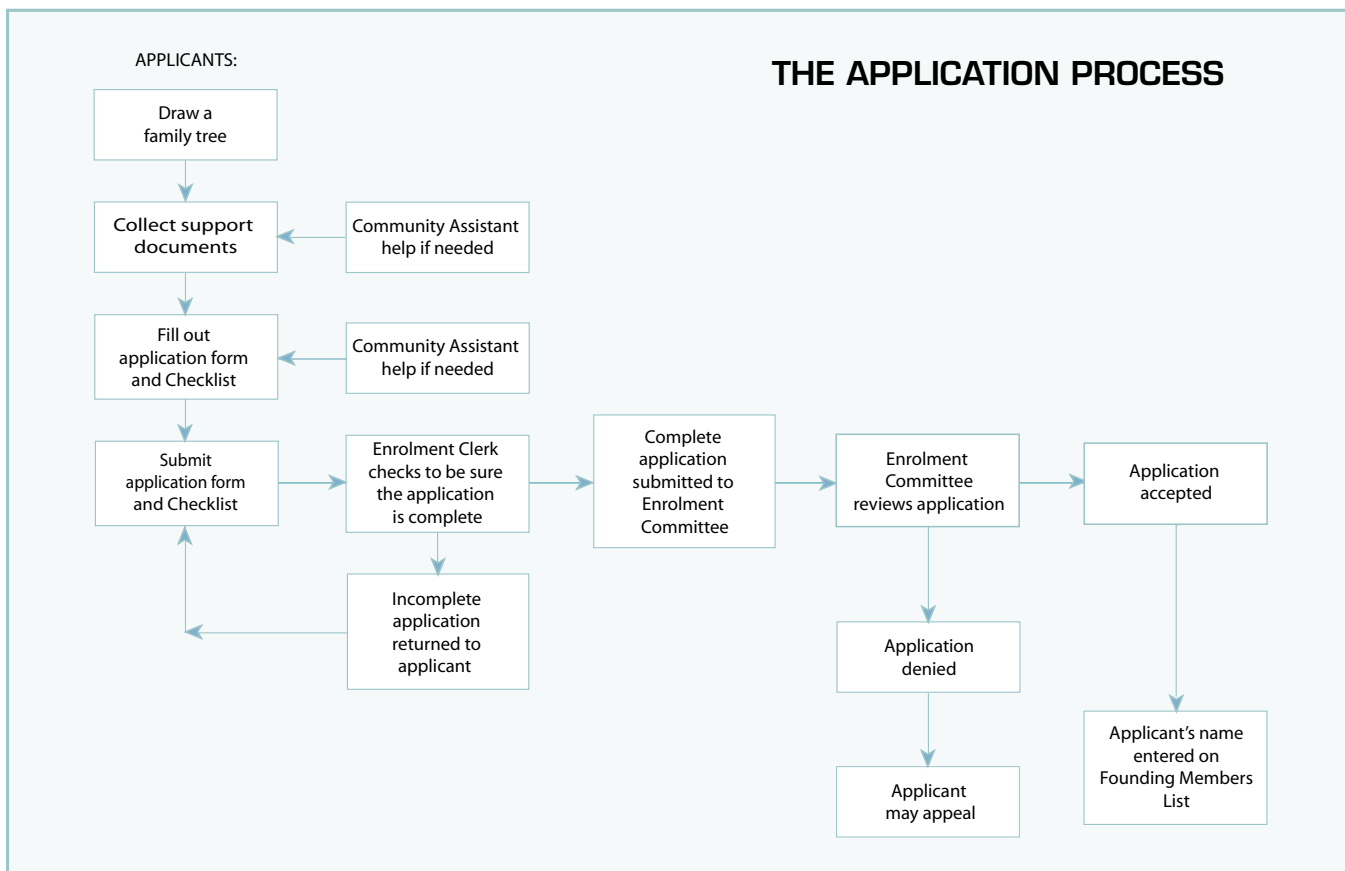 APPLICANTS:
THE APPLICATION PROCESS
Draw a
family tree
Collect support
documents
Community Assistant
help if needed
Fill out
application form
and Checklist
Community Assistant
help if needed
Submit
application form
and Checklist
Enrolment Clerk
checks to be sure
the application
is complete
Complete
application
submitted to
Enrolment
Committee
Enrolment
Committee
reviews application
Application
accepted
Incomplete
application
returned to
applicant
Application
denied
Applicant
may appeal
Applicant’s name
entered on
Founding Members
List